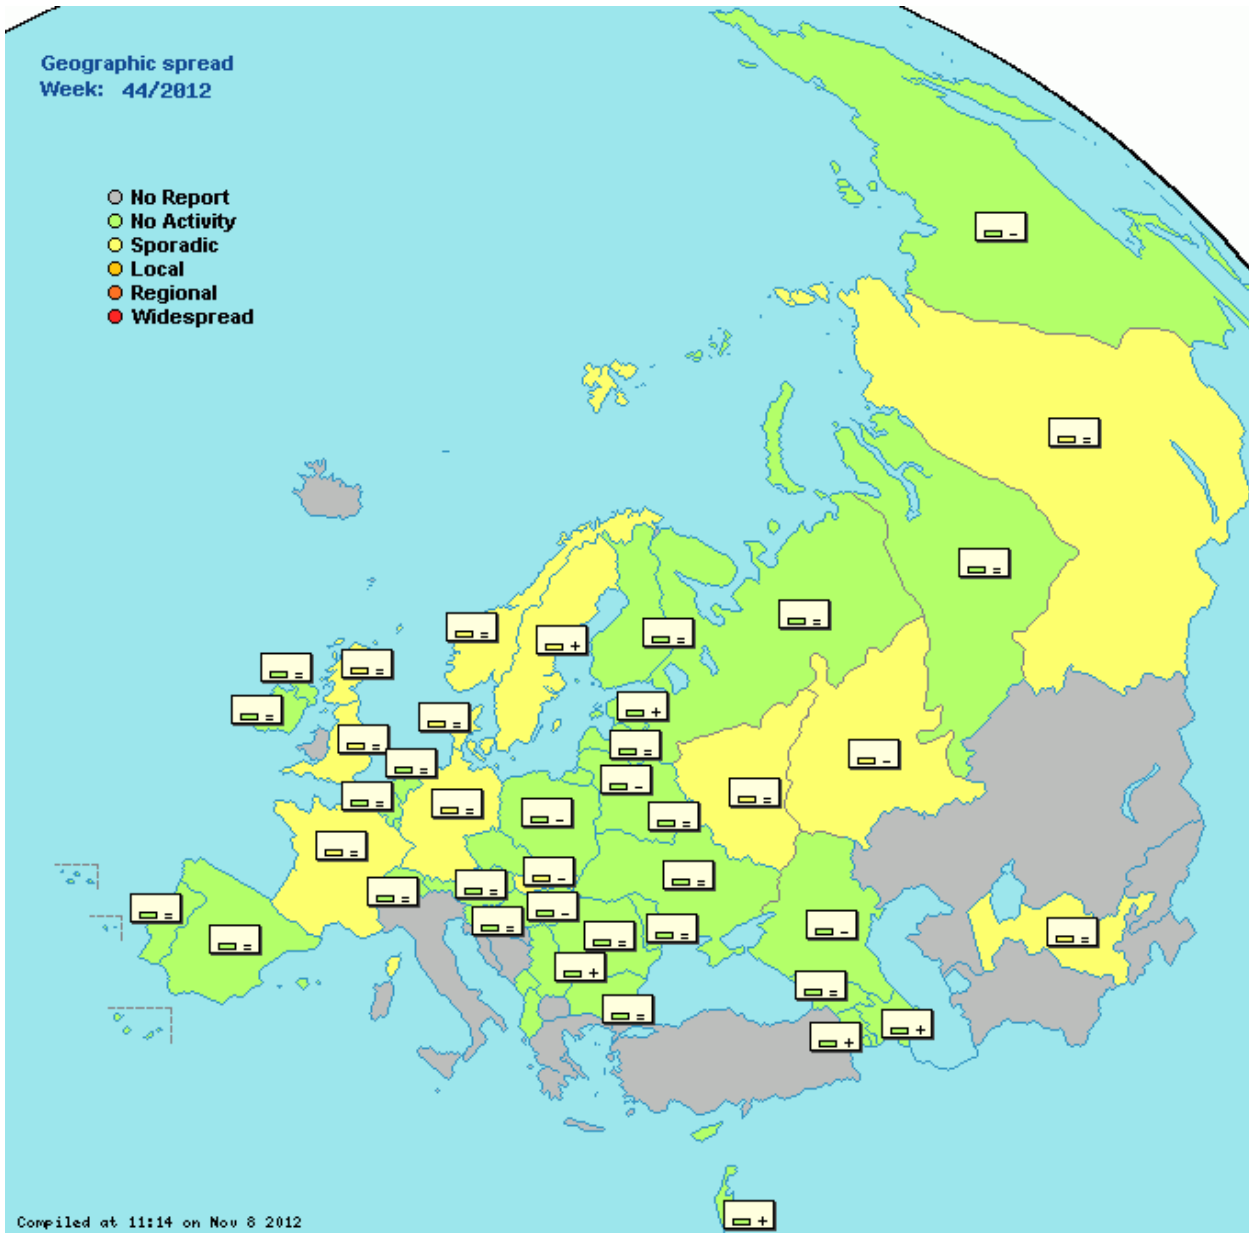 Geographic spread
Week: 44/2012
No Report
No Activity
Sporadic
Local
Regional
Widespread
-
=
=
=
= + =
= =
= +
= = =
= - -
= = = =
= - =
= = = =
= - = - =
= = =
+ =
= +
+
+
Compiled at 11:14 on Nov 8 2012